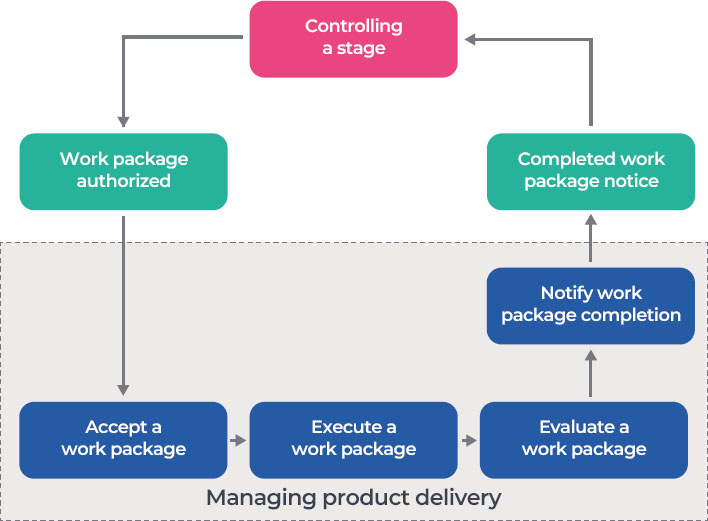 Controlling
a stage
Work package
authorized
Completed work
package notice
Notify work
package completion
Accept a
work package
Execute a
work package
Evaluate a
work package
Managing product delivery